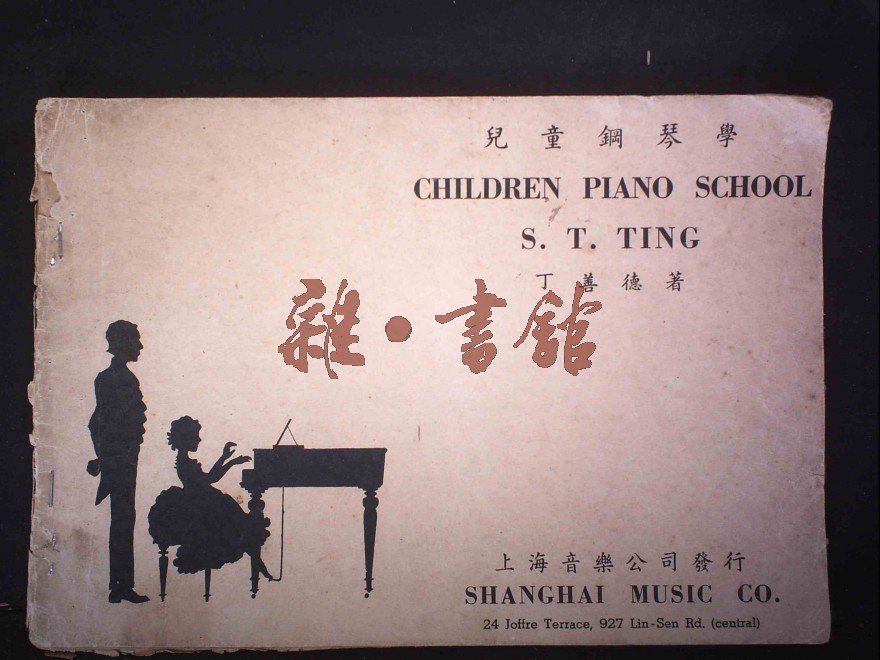 兒童鋼琴學
CHILDREN PIANO SCHOOL
S. T. TING
丁善德著
雜·書舘
上海音樂公司發行
SHANGHAI MUSIC CO.
24 Joffre Terrace, 927 Lin-Sen Rd. (central)